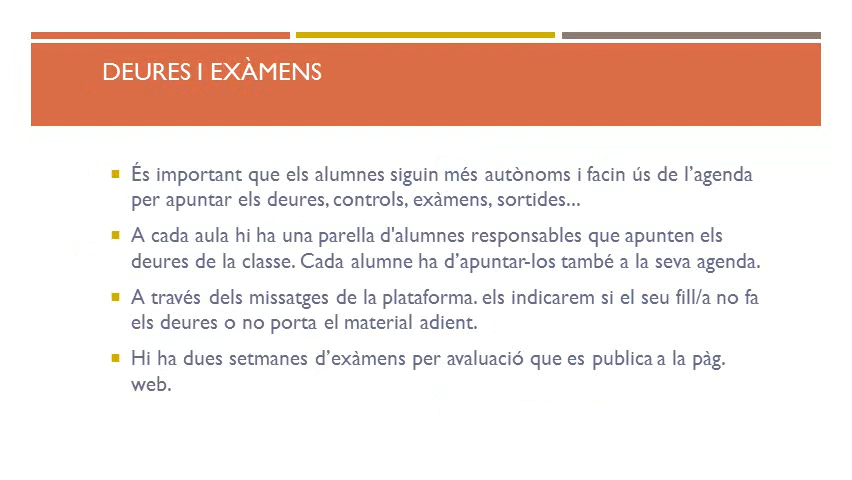 DEURES I EXÀMENS
És important que els alumnes siguin més autònoms i facin ús de l’agenda
per apuntar els deures, controls, exàmens, sortides...
A cada aula hi ha una parella d'alumnes responsables que apunten els
deures de la classe. Cada alumne ha d’apuntar-los també a la seva agenda.
A través dels missatges de la plataforma. els indicarem si el seu fill/a no fa
els deures o no porta el material adient.
Hi ha dues setmanes d’exàmens per avaluació que es publica a la pàg.
web.